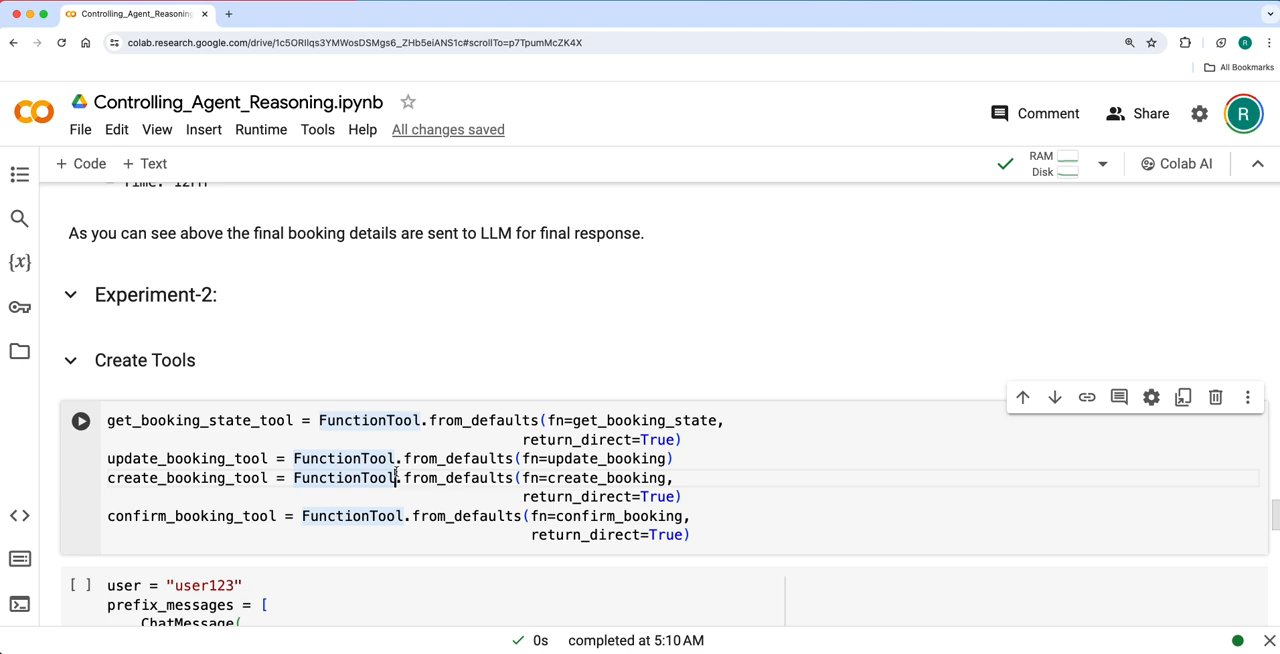 Controlling_Agent_Reasoning
colab.research.google.com/drive/1c5ORIlqs3YMWosDSMgs6_ZHb5eiANS1c#scrollTo=p7TpumMcZK4X
R
All Bookmarks
Controlling_Agent_Reasoning.ipynb
Comment
Share
R
File Edit View Insert Runtime Tools Help All changes saved
+ Code + Text
RAM
Disk
Colab AI
Time: 12PM
As you can see above the final booking details are sent to LLM for final response.
{x}
Experiment-2:
Create Tools
get_booking_state_tool = FunctionTool.from_defaults(fn=get_booking_state,
return_direct=True)
update_booking_tool = FunctionTool.from_defaults(fn=update_booking)
create_booking_tool = FunctionTool.from_defaults(fn=create_booking,
return_direct=True)
confirm_booking_tool = FunctionTool.from_defaults(fn=confirm_booking,
return_direct=True)
[ ] user = "user123"
prefix_messages = [
ChatMessage(
0s completed at 5:10 AM